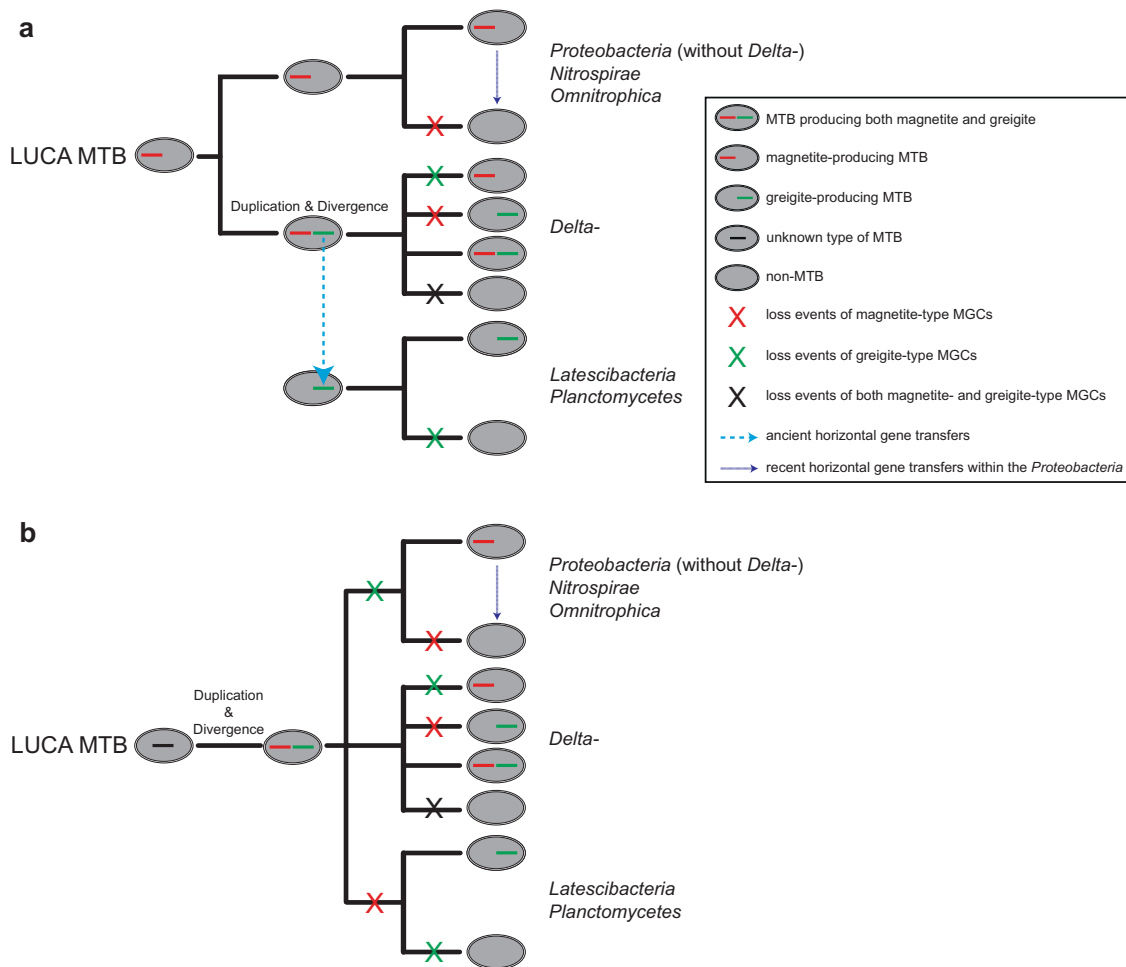 a
LUCA MTB
Duplication & Divergence
Proteobacteria (without Delta-)
Nitrospirae
Omnitrophica
Delta-
Latescibacteria
Planctomycetes
MTB producing both magnetite and greigite
magnetite-producing MTB
greigite-producing MTB
unknown type of MTB
non-MTB
X loss events of magnetite-type MGCs
X loss events of greigite-type MGCs
X loss events of both magnetite- and greigite-type MGCs
ancient horizontal gene transfers
recent horizontal gene transfers within the Proteobacteria
b
LUCA MTB
Duplication
&
Divergence
Proteobacteria (without Delta-)
Nitrospirae
Omnitrophica
Delta-
Latescibacteria
Planctomycetes